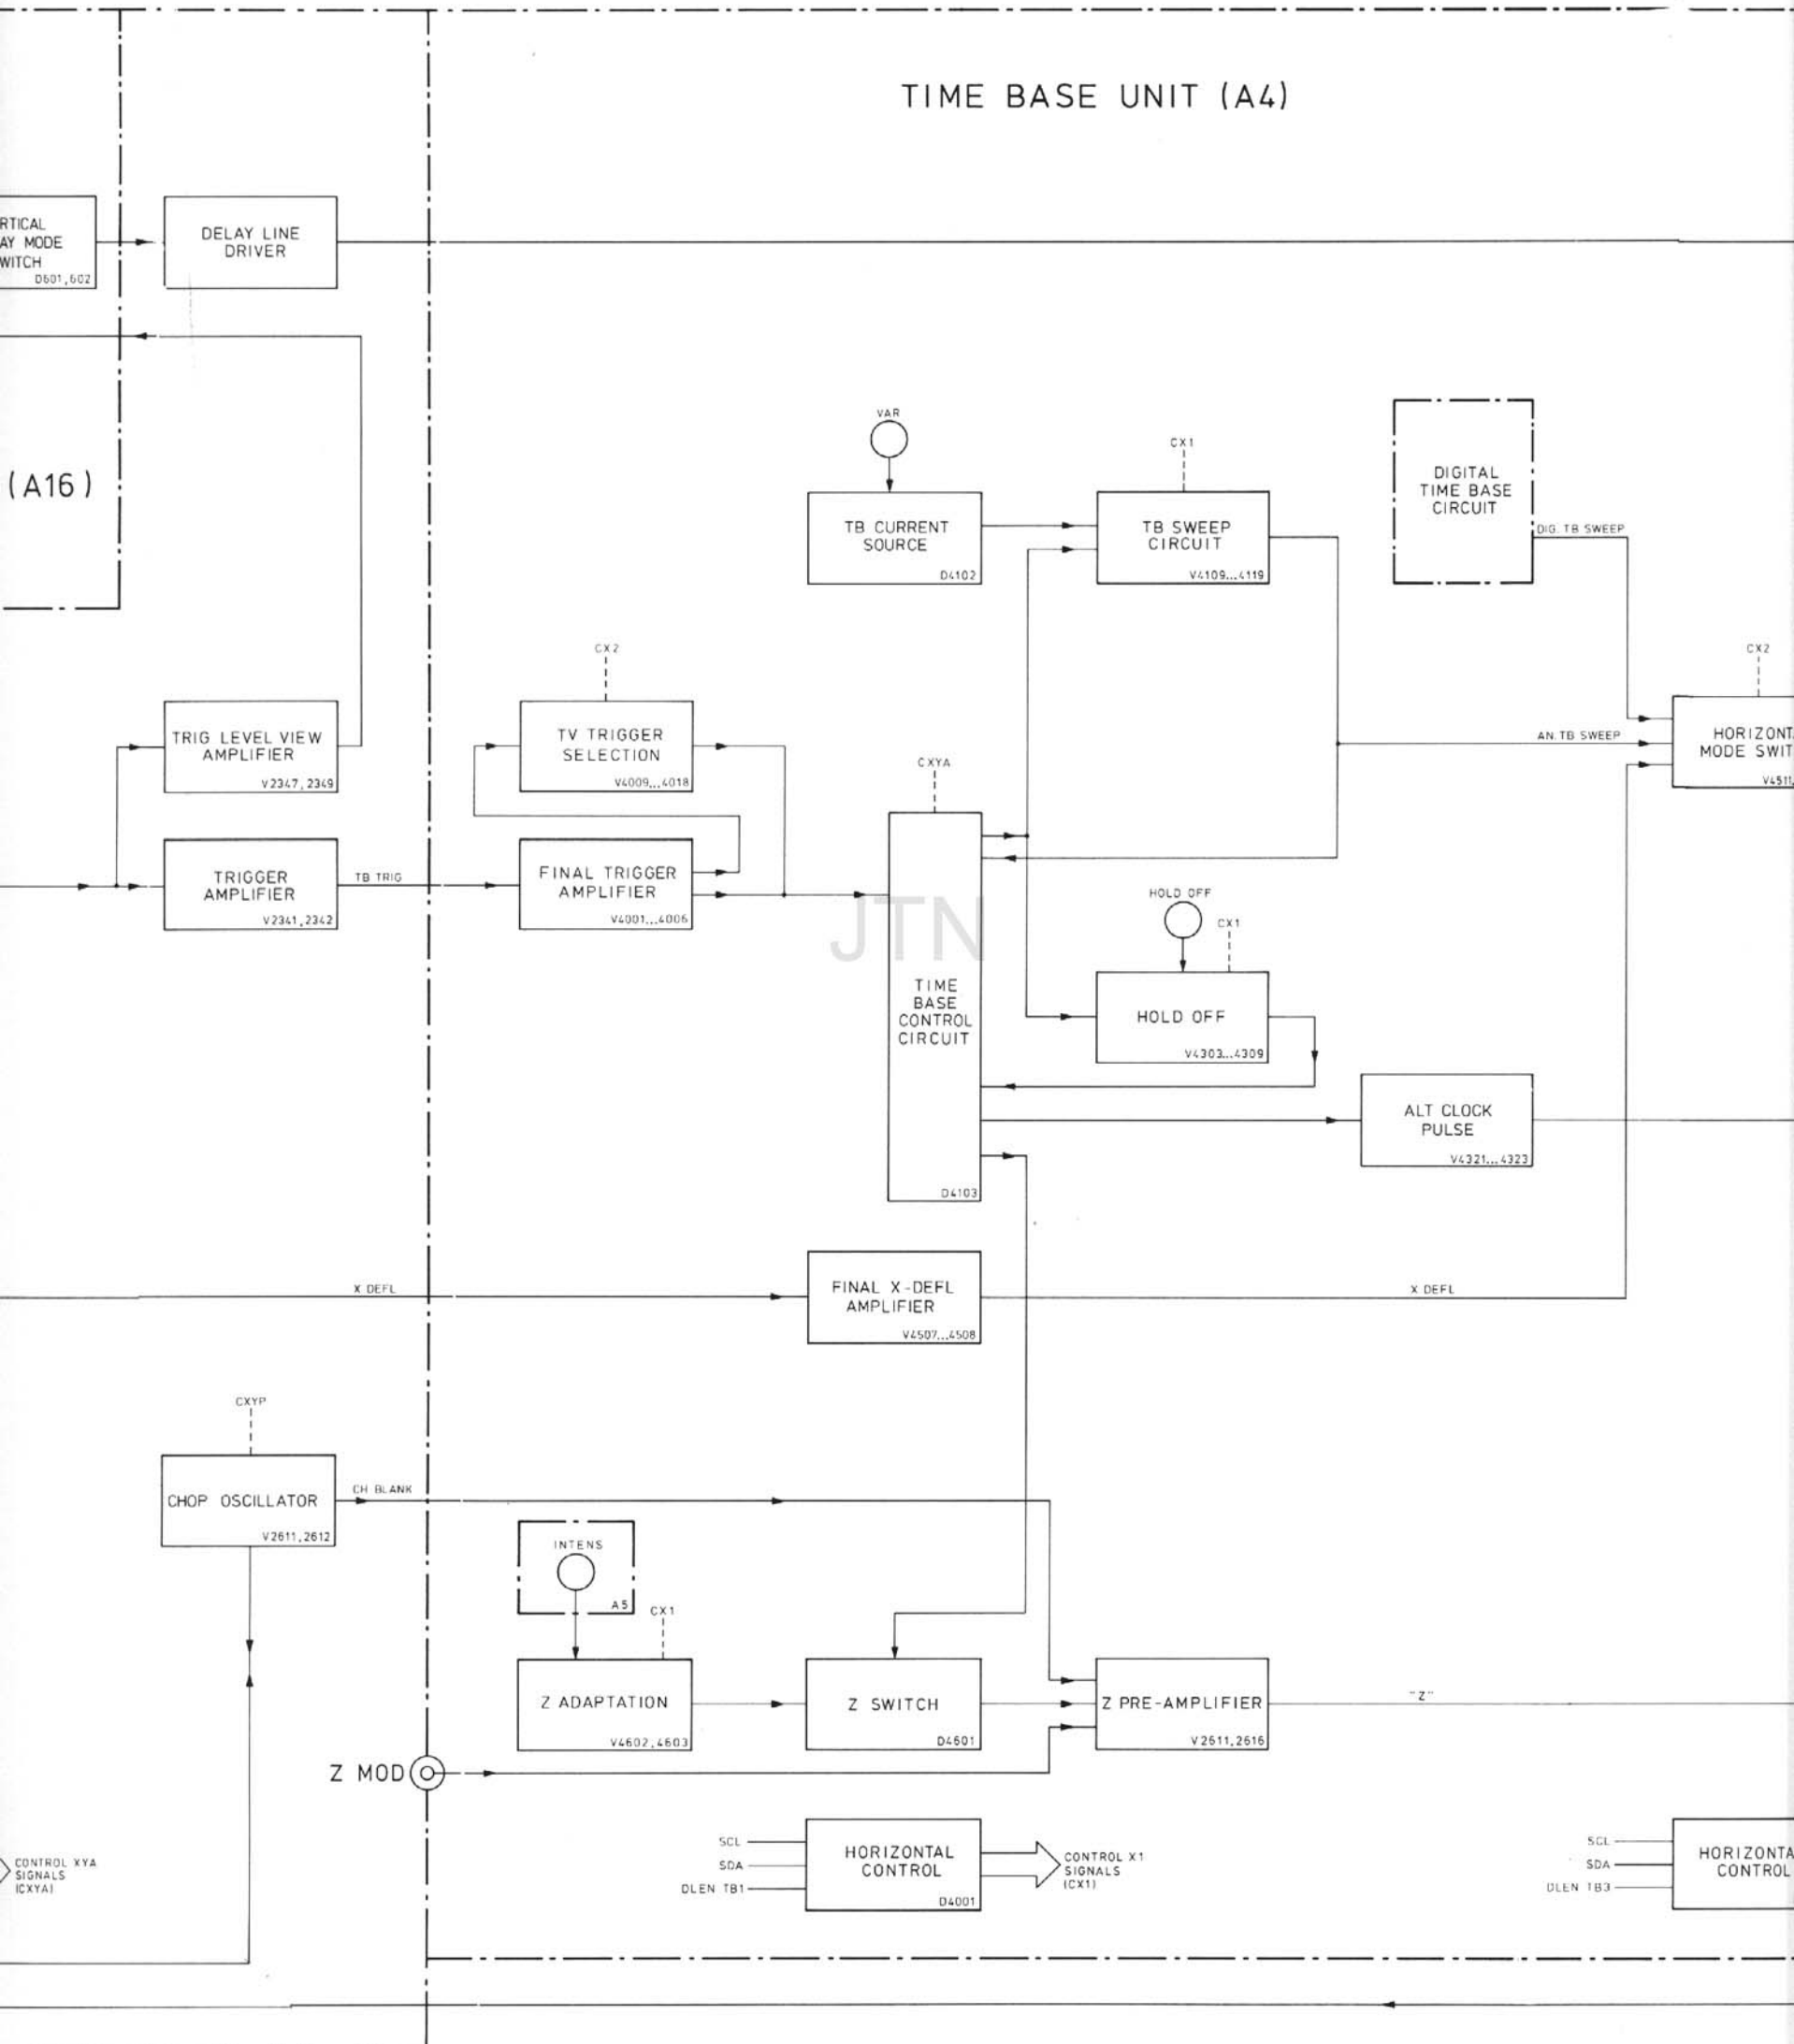 TIME BASE UNIT (A4)
RTICAL
AY MODE
WITCH
D601,602
DELAY LINE
DRIVER
(A16)
VAR
TB CURRENT
SOURCE
D4102
CX1
TB SWEEP
CIRCUIT
V4109...4119
DIGITAL
TIME BASE
CIRCUIT
DIG. TB SWEEP
CX2
TRIG LEVEL VIEW
AMPLIFIER
V2347,2349
TV TRIGGER
SELECTION
V4009...4018
AN. TB SWEEP
CX2
HORIZONT
MODE SWIT
V4511,
CXYA
TRIGGER
AMPLIFIER
V2341,2342
TB TRIG
FINAL TRIGGER
AMPLIFIER
V4001...4006
JTN
TIME
BASE
CONTROL
CIRCUIT
D4103
HOLD OFF
CX1
HOLD OFF
V4303...4309
ALT CLOCK
PULSE
V4321...4323
X DEFL
FINAL X-DEFL
AMPLIFIER
V4507...4508
X DEFL
CXYP
CHOP OSCILLATOR
V2611,2612
CH BLANK
INTENS
A5
CX1
Z ADAPTATION
V4602,4603
Z SWITCH
D4601
Z PRE-AMPLIFIER
V2611,2616
"Z"
Z MOD
CONTROL XYA
SIGNALS
(CXYA)
SCL
SDA
DLEN TB1
HORIZONTAL
CONTROL
D4001
CONTROL X1
SIGNALS
(CX1)
SCL
SDA
DLEN TB3
HORIZONTA
CONTROL